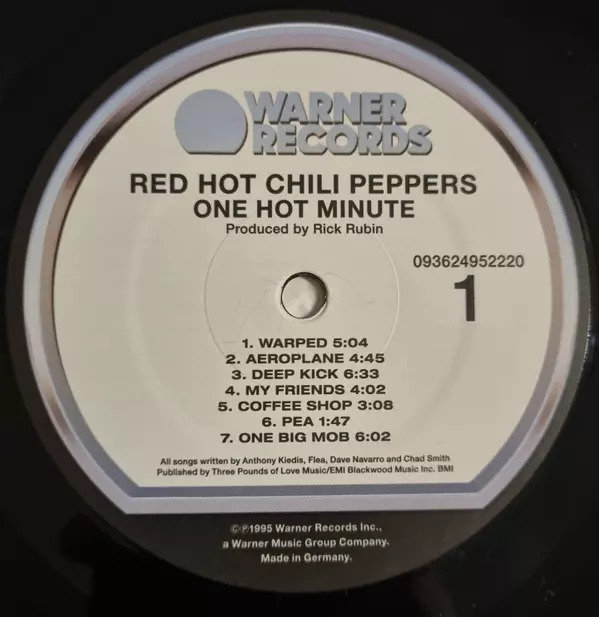 WARNER
RECORDS
RED HOT CHILI PEPPERS
ONE HOT MINUTE
Produced by Rick Rubin
093624952220
1
1. WARPED 5:04
2. AEROPLANE 4:45
3. DEEP KICK 6:33
4. MY FRIENDS 4:02
5. COFFEE SHOP 3:08
6. PEA 1:47
7. ONE BIG MOB 6:02
All songs written by Anthony Kiedis, Flea, Dave Navarro and Chad Smith
Published by Three Pounds of Love Music/EMI Blackwood Music Inc. BMI
©℗1995 Warner Records Inc.,
a Warner Music Group Company.
Made in Germany.